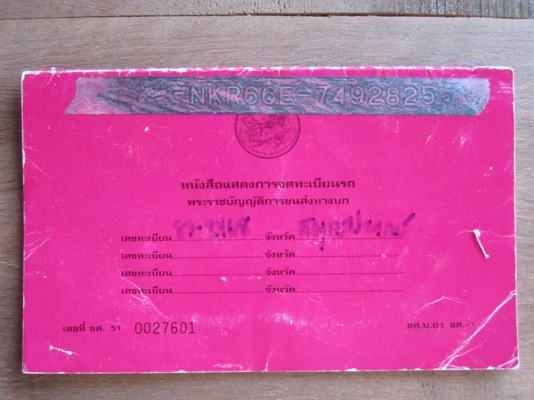 NKR66E-7492825
หนังสือแสดงการจดทะเบียนรถ
พระราชบัญญัติการขนส่งทางบก
เลขทะเบียน จังหวัด
เลขทะเบียน จังหวัด
เลขทะเบียน จังหวัด
เลขทะเบียน จังหวัด
เลขที่ ขส. 51 0027601